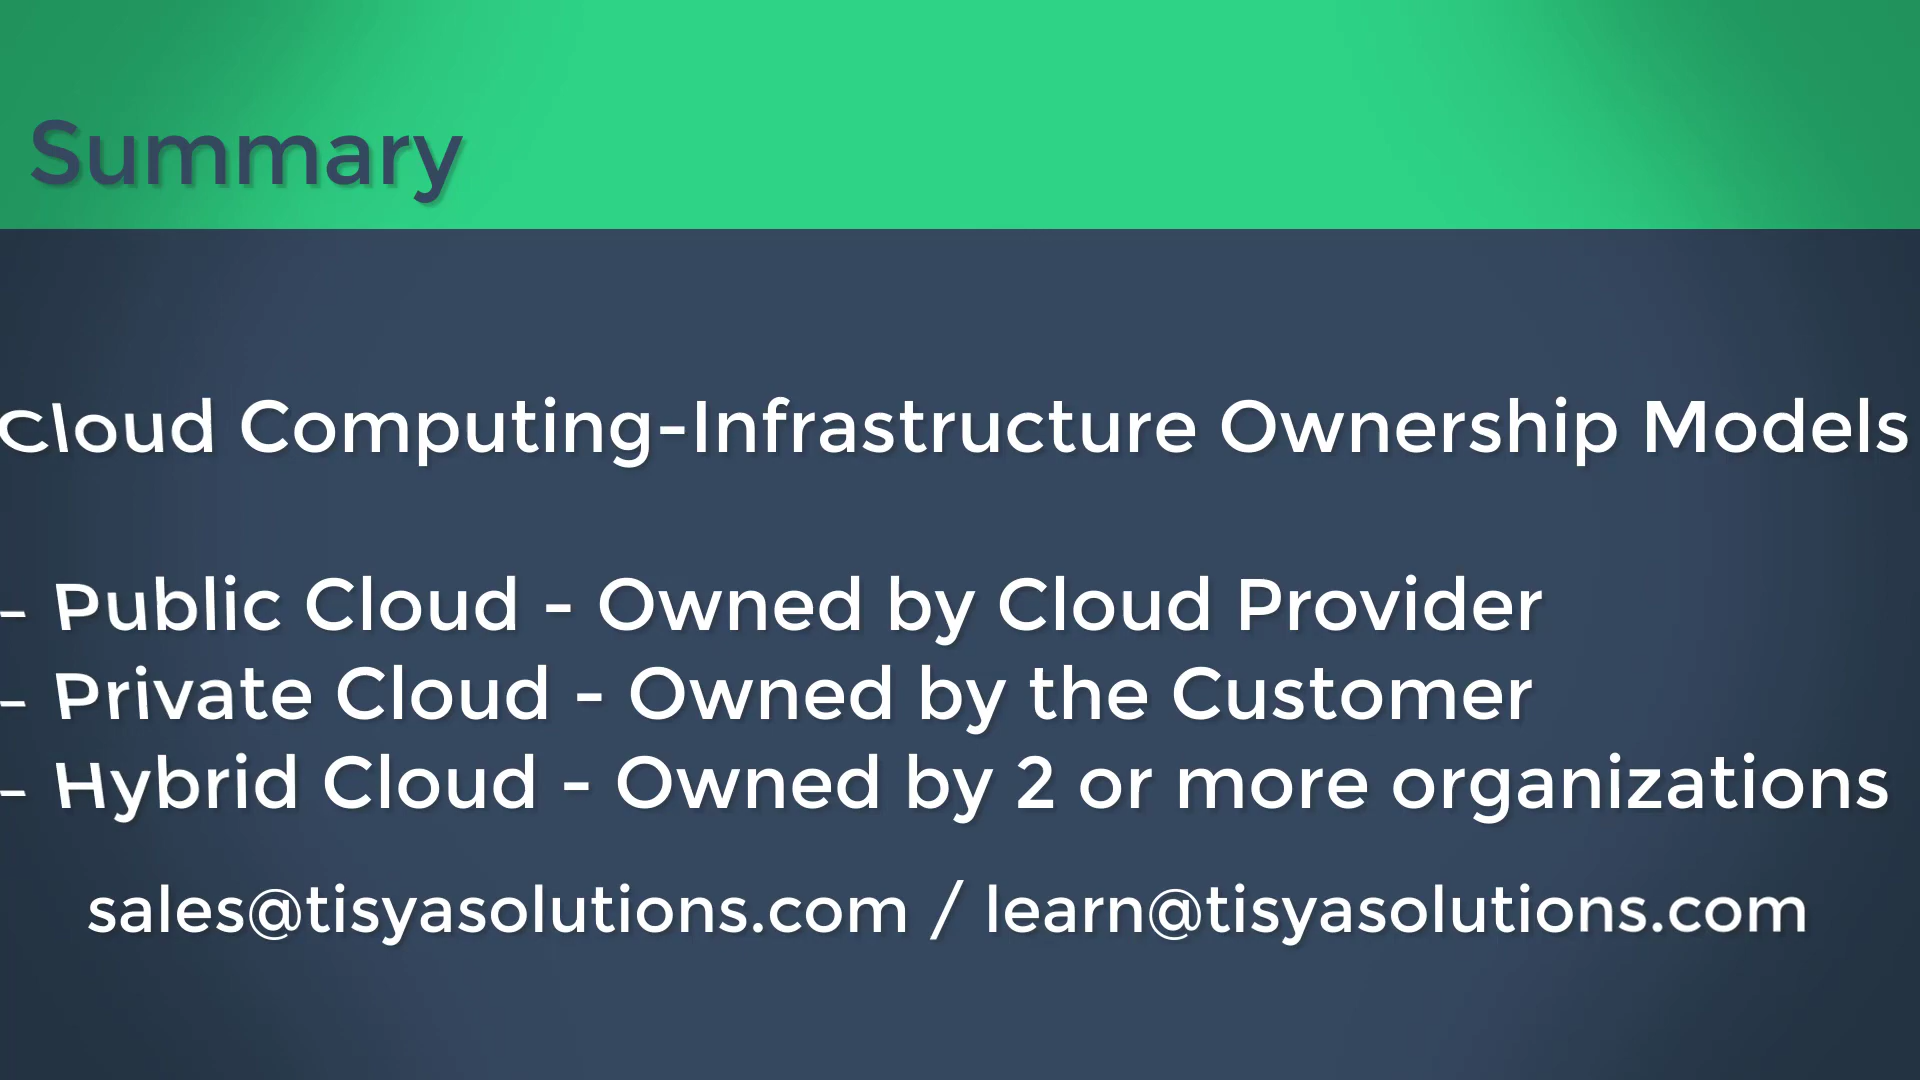 Summary
Cloud Computing-Infrastructure Ownership Models
- Public Cloud - Owned by Cloud Provider
- Private Cloud - Owned by the Customer
- Hybrid Cloud - Owned by 2 or more organizations
sales@tisyasolutions.com / learn@tisyasolutions.com